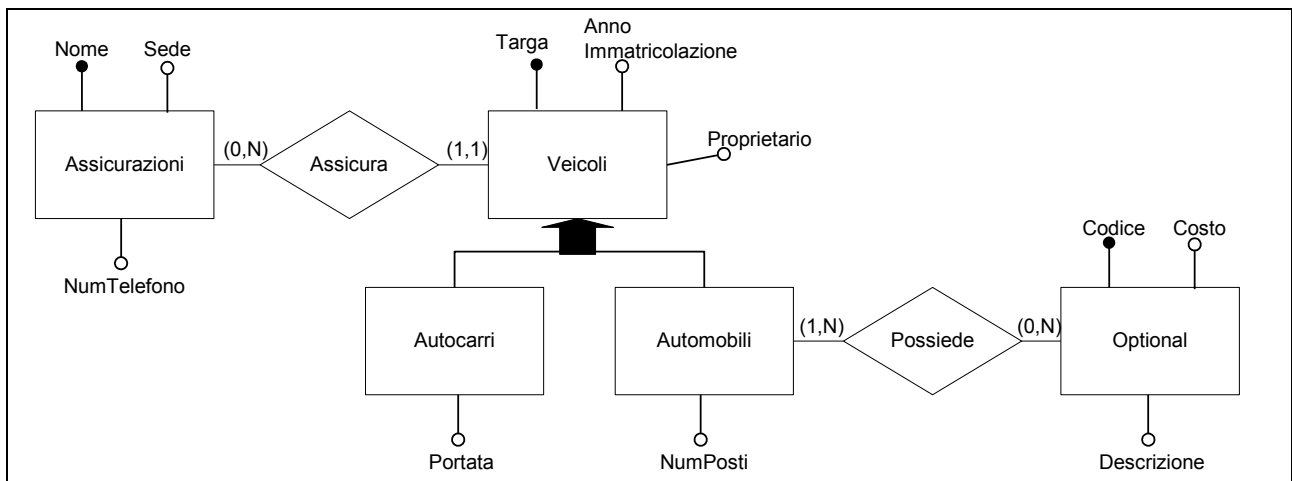 Nome
Sede
Targa
Anno
Immatricolazione
Proprietario
Assicurazioni
(0,N)
Assicura
(1,1)
Veicoli
NumTelefono
Codice
Costo
Autocarri
Automobili
(1,N)
Possiede
(0,N)
Optional
Portata
NumPosti
Descrizione